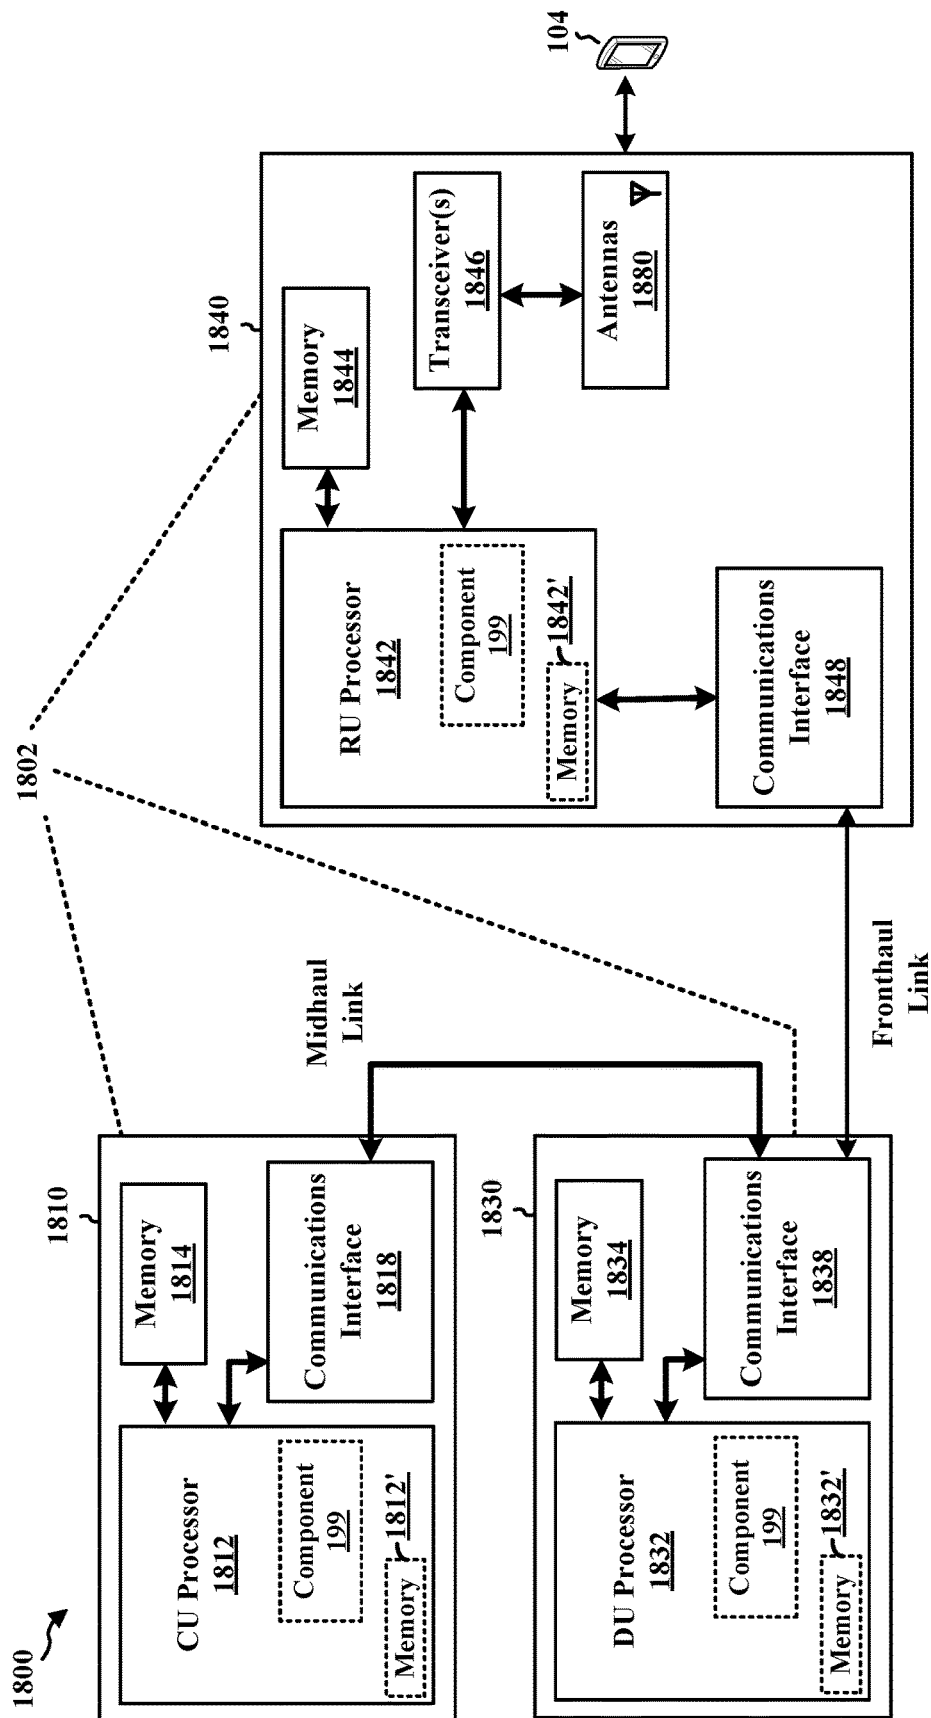 1800
1802
1810
CU Processor
1812
Component
199
Memory
1812'
Memory
1814
Communications
Interface
1818
Midhaul
Link
1830
DU Processor
1832
Component
199
Memory
1832'
Memory
1834
Communications
Interface
1838
Fronthaul
Link
1840
RU Processor
1842
Component
199
Memory
1842'
Memory
1844
Transceiver(s)
1846
Antennas
1880
Communications
Interface
1848
104